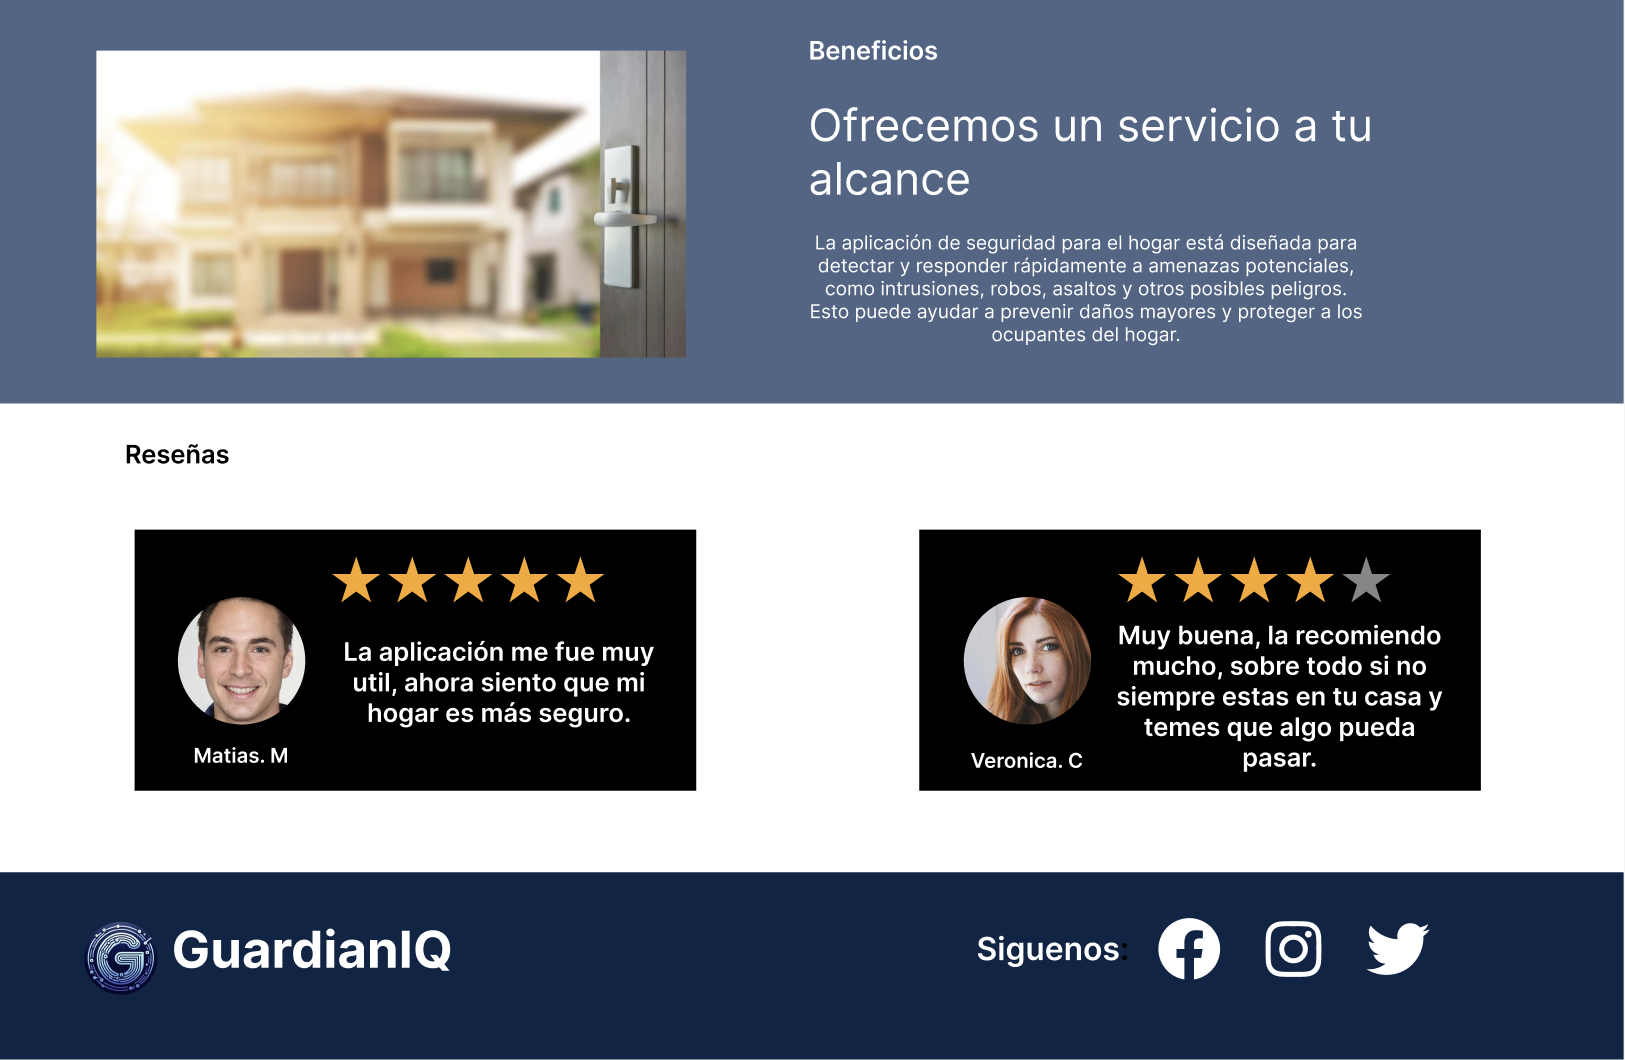 Beneficios
Ofrecemos un servicio a tu
alcance
La aplicación de seguridad para el hogar está diseñada para
detectar y responder rápidamente a amenazas potenciales,
como intrusiones, robos, asaltos y otros posibles peligros.
Esto puede ayudar a prevenir daños mayores y proteger a los
ocupantes del hogar.
Reseñas
La aplicación me fue muy
util, ahora siento que mi
hogar es más seguro.
Matias. M
Muy buena, la recomiendo
mucho, sobre todo si no
siempre estas en tu casa y
temes que algo pueda
pasar.
Veronica. C
GuardianIQ
Siguenos: